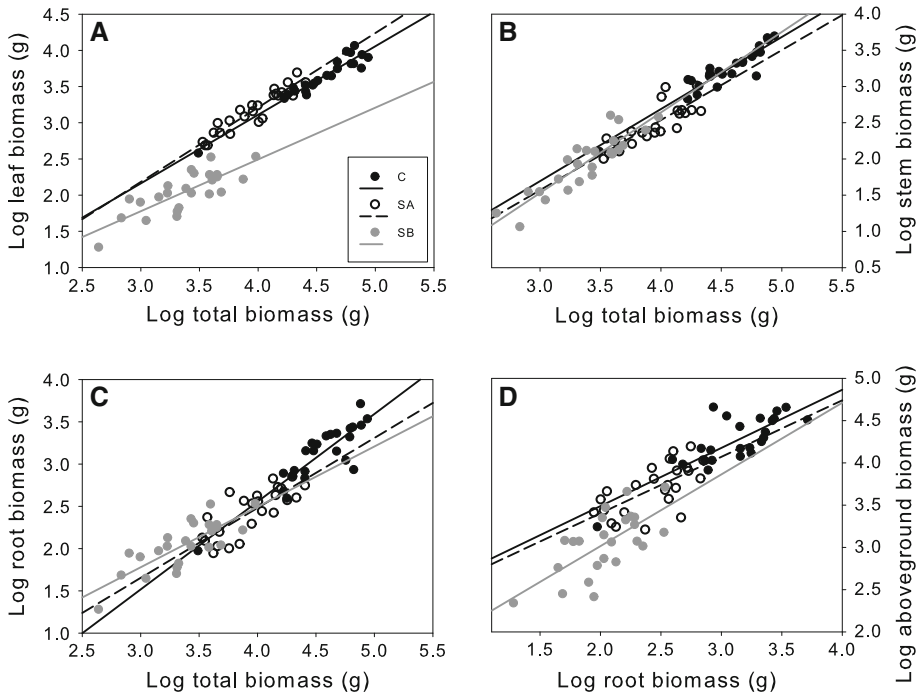 A
Log leaf biomass (g)
4.5
4.0
3.5
3.0
2.5
2.0
1.5
1.0
2.5 3.0 3.5 4.0 4.5 5.0 5.5
Log total biomass (g)
C
SA
SB
B
4.0
3.5
3.0
2.5
2.0
1.5
1.0
0.5
Log stem biomass (g)
3.0 3.5 4.0 4.5 5.0 5.5
Log total biomass (g)
C
Log root biomass (g)
4.0
3.5
3.0
2.5
2.0
1.5
1.0
2.5 3.0 3.5 4.0 4.5 5.0 5.5
Log total biomass (g)
D
5.0
4.5
4.0
3.5
3.0
2.5
2.0
Log aboveground biomass (g)
1.5 2.0 2.5 3.0 3.5 4.0
Log root biomass (g)